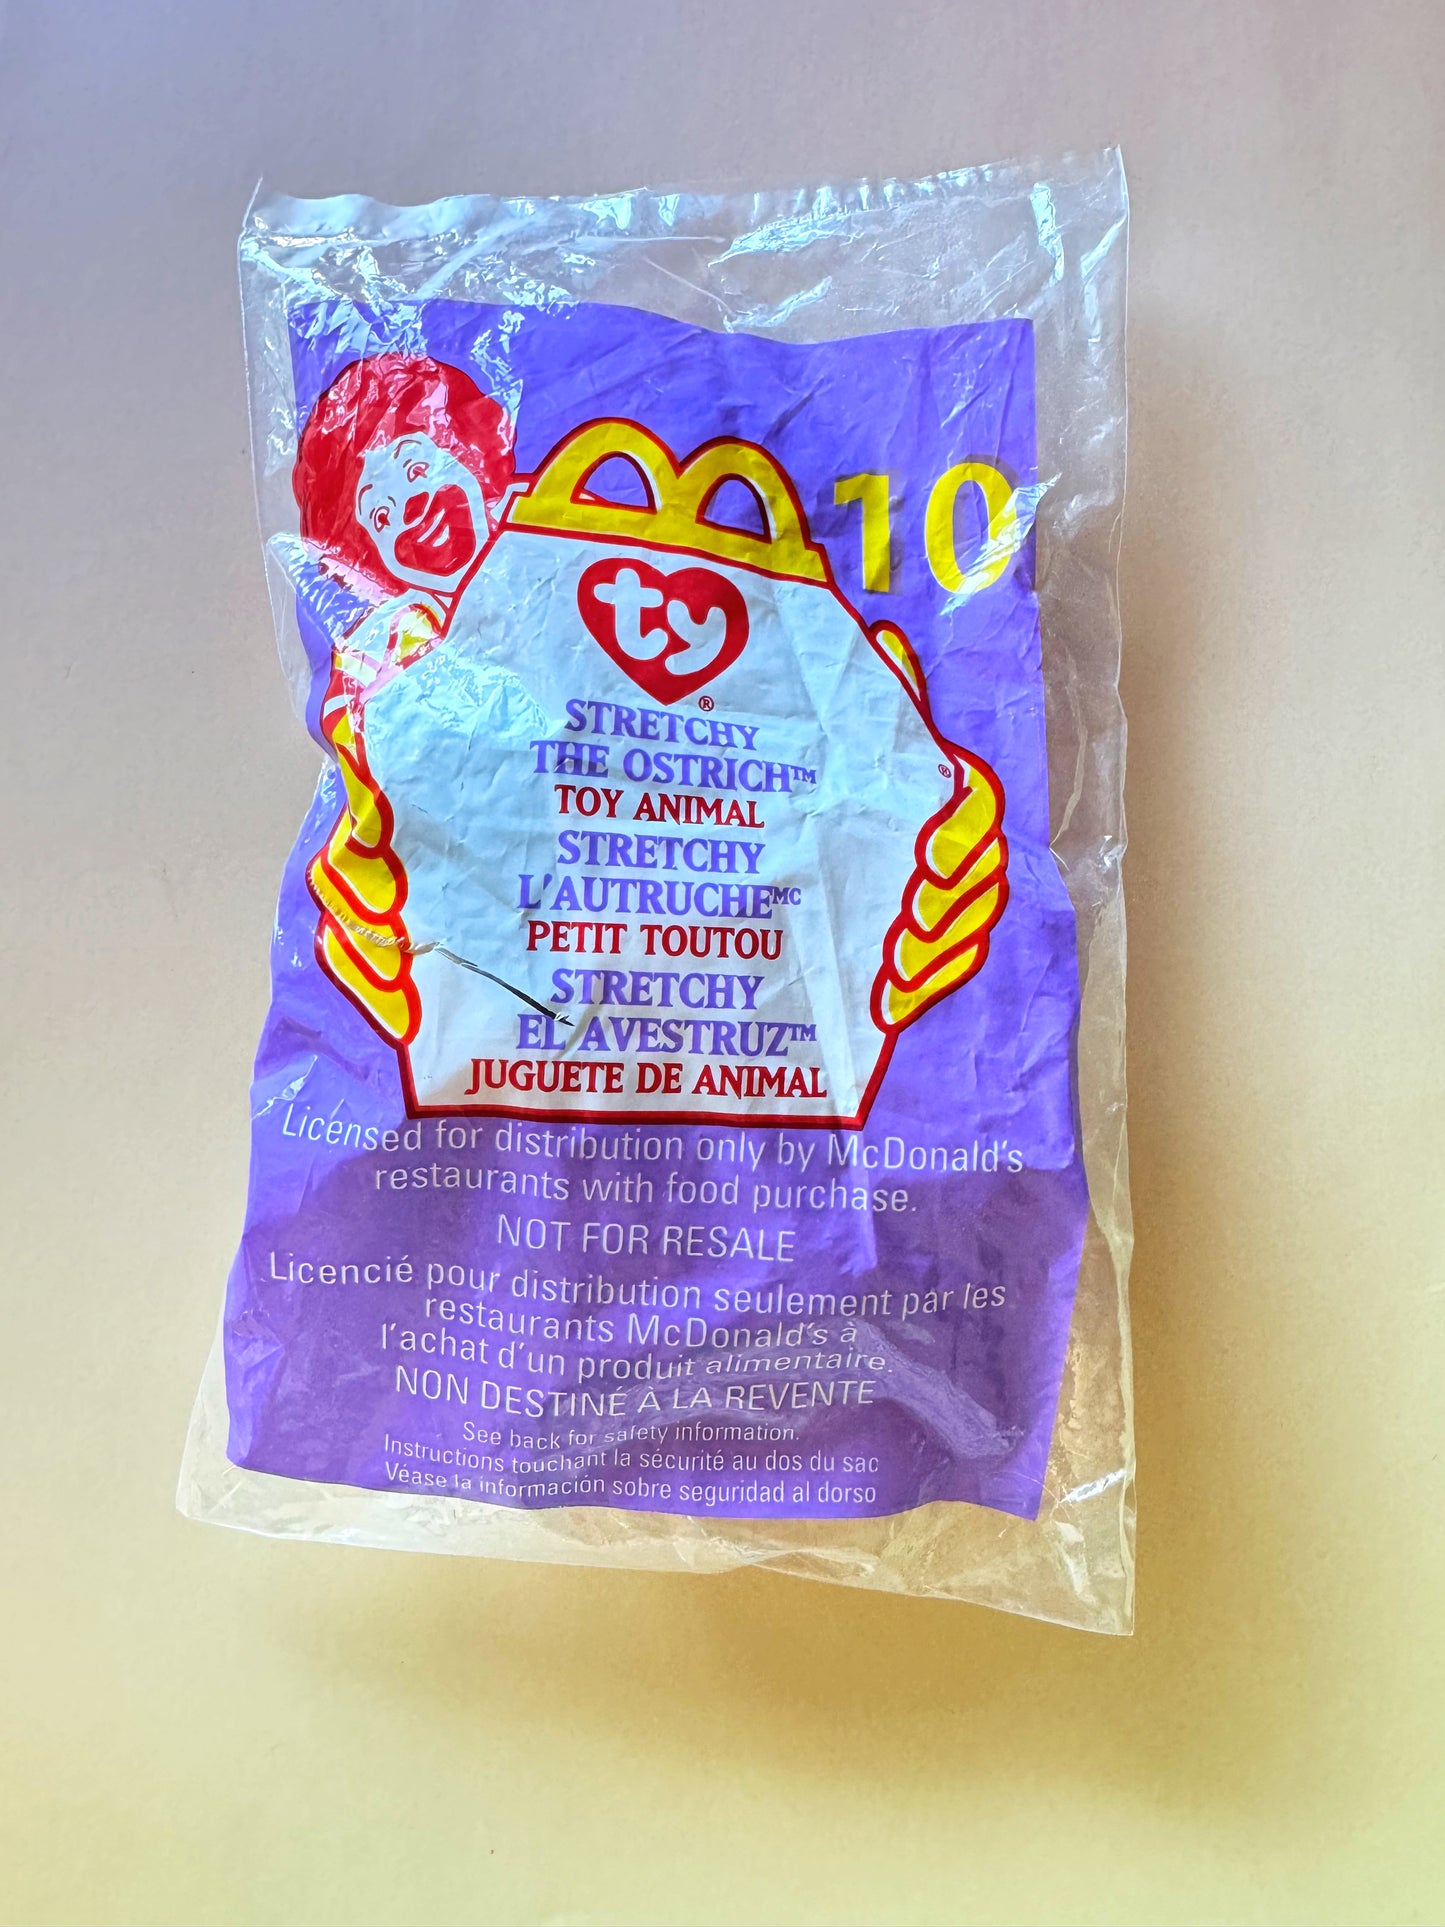 10
ty
®
STRETCHY
THE OSTRICH™
®
TOY ANIMAL
STRETCHY
L'AUTRUCHEMC
PETIT TOUTOU
STRETCHY
EL AVESTRUZ™
JUGUETE DE ANIMAL
Licensed for distribution only by McDonald's
restaurants with food purchase.
NOT FOR RESALE
Licencié pour distribution seulement par les
restaurants McDonald's à
l'achat d'un produit alimentaire.
NON DESTINÉ À LA REVENTE
See back for safety information.
Instructions touchant la sécurité au dos du sac
Véase la información sobre seguridad al dorso